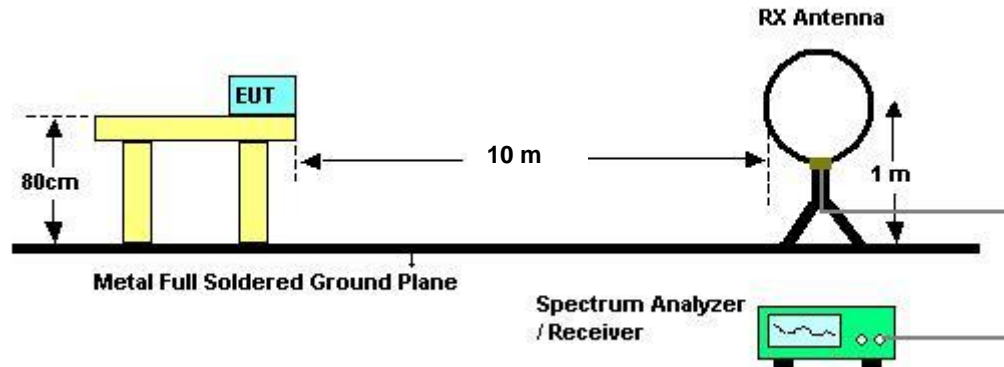 RX Antenna
EUT
10 m
80cm
1 m
Metal Full Soldered Ground Plane
Spectrum Analyzer
/ Receiver